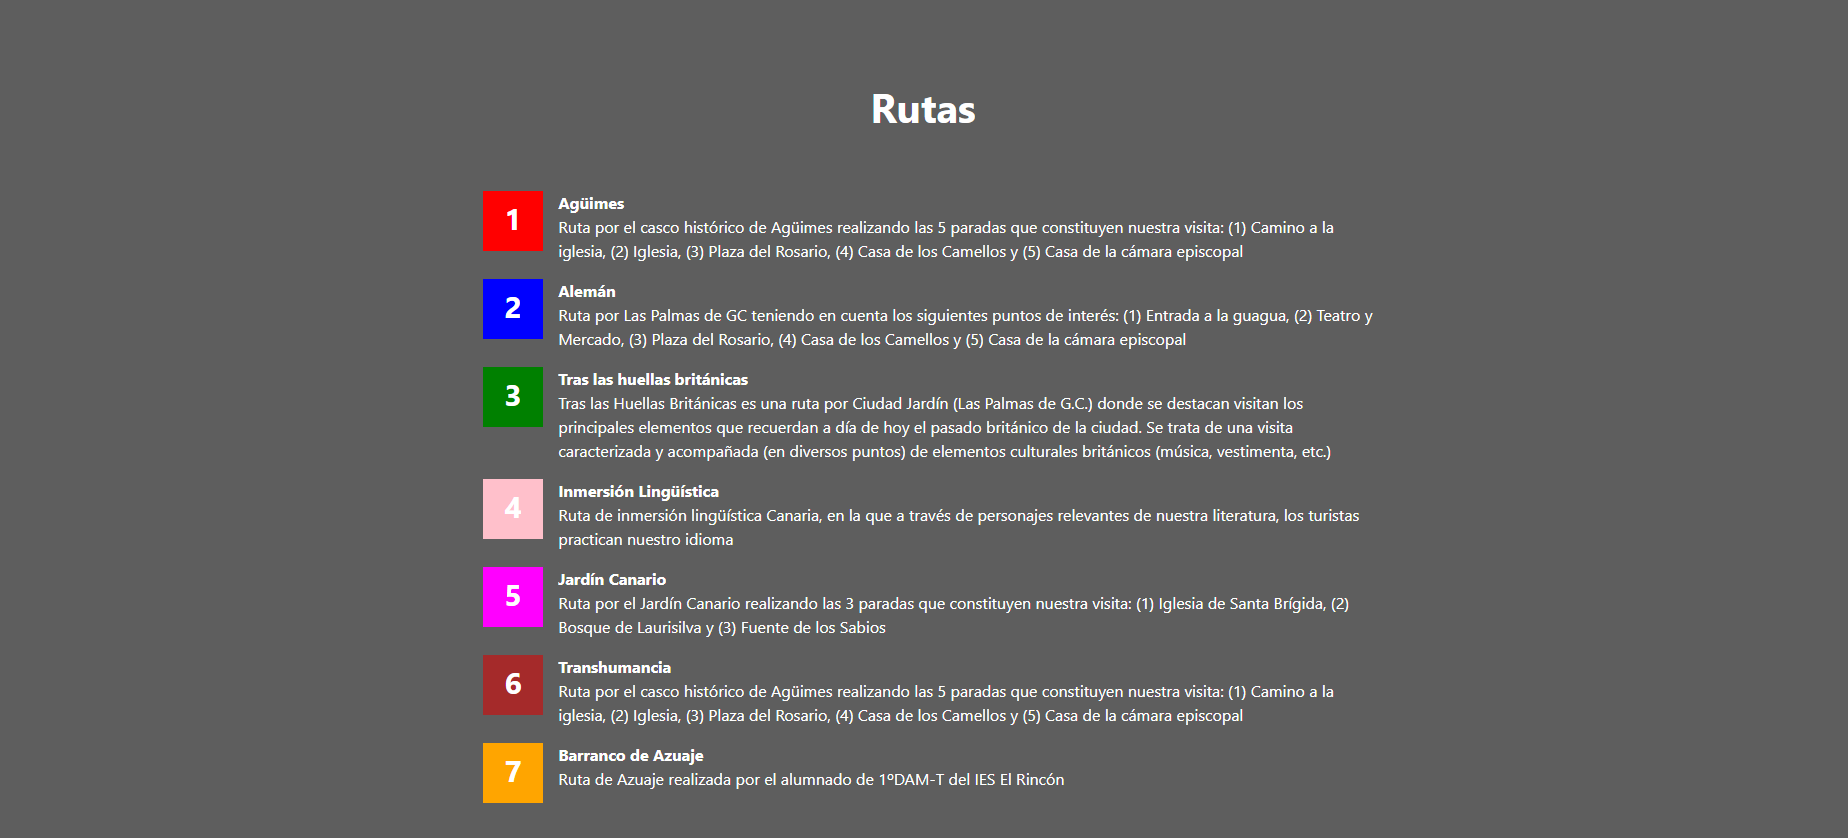 Rutas
1
Agüimes
Ruta por el casco histórico de Agüimes realizando las 5 paradas que constituyen nuestra visita: (1) Camino a la
iglesia, (2) Iglesia, (3) Plaza del Rosario, (4) Casa de los Camellos y (5) Casa de la cámara episcopal
2
Alemán
Ruta por Las Palmas de GC teniendo en cuenta los siguientes puntos de interés: (1) Entrada a la guagua, (2) Teatro y
Mercado, (3) Plaza del Rosario, (4) Casa de los Camellos y (5) Casa de la cámara episcopal
3
Tras las huellas británicas
Tras las Huellas Británicas es una ruta por Ciudad Jardín (Las Palmas de G.C.) donde se destacan visitan los
principales elementos que recuerdan a día de hoy el pasado británico de la ciudad. Se trata de una visita
caracterizada y acompañada (en diversos puntos) de elementos culturales británicos (música, vestimenta, etc.)
4
Inmersión Lingüística
Ruta de inmersión lingüística Canaria, en la que a través de personajes relevantes de nuestra literatura, los turistas
practican nuestro idioma
5
Jardín Canario
Ruta por el Jardín Canario realizando las 3 paradas que constituyen nuestra visita: (1) Iglesia de Santa Brígida, (2)
Bosque de Laurisilva y (3) Fuente de los Sabios
6
Transhumancia
Ruta por el casco histórico de Agüimes realizando las 5 paradas que constituyen nuestra visita: (1) Camino a la
iglesia, (2) Iglesia, (3) Plaza del Rosario, (4) Casa de los Camellos y (5) Casa de la cámara episcopal
7
Barranco de Azuaje
Ruta de Azuaje realizada por el alumnado de 1ºDAM-T del IES El Rincón